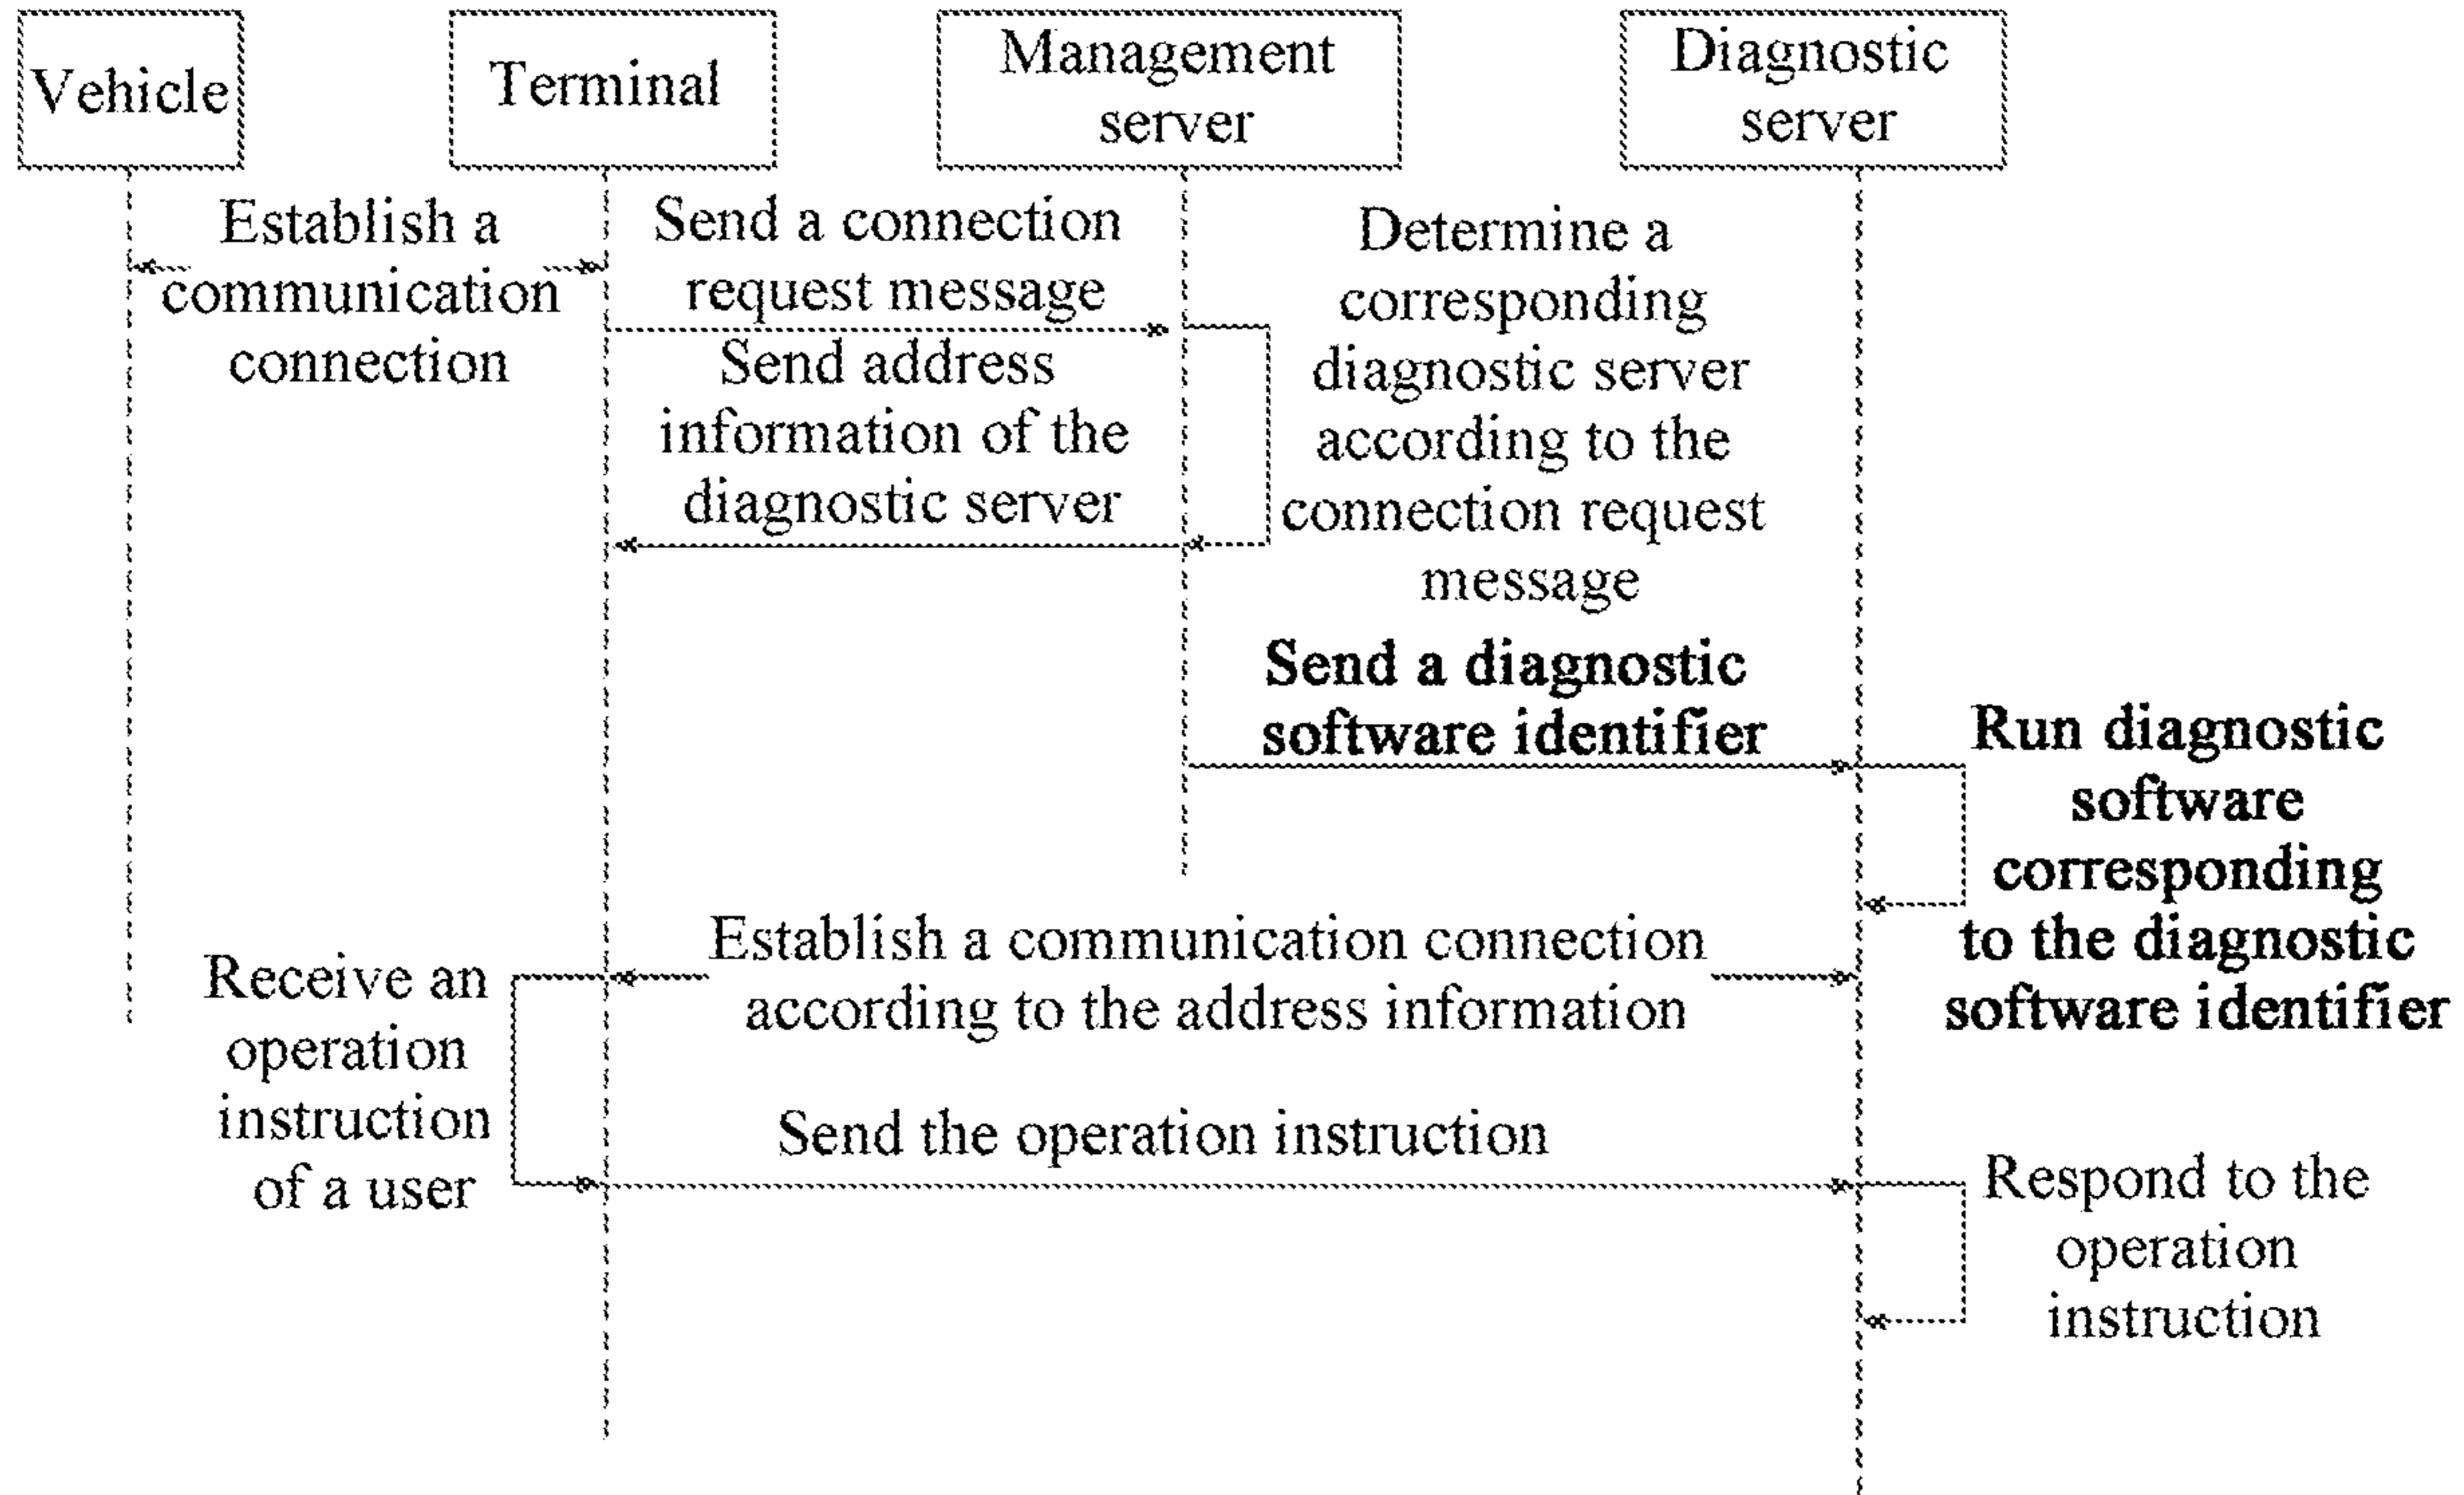 Vehicle
Terminal
Management
server
Diagnostic
server
Establish a
communication
connection
Send a connection
request message
Send address
information of the
diagnostic server
Determine a
corresponding
diagnostic server
according to the
connection request
message
Send a diagnostic
software identifier
Run diagnostic
software
corresponding
to the diagnostic
software identifier
Establish a communication connection
according to the address information
Receive an
operation
instruction
of a user
Send the operation instruction
Respond to the
operation
instruction